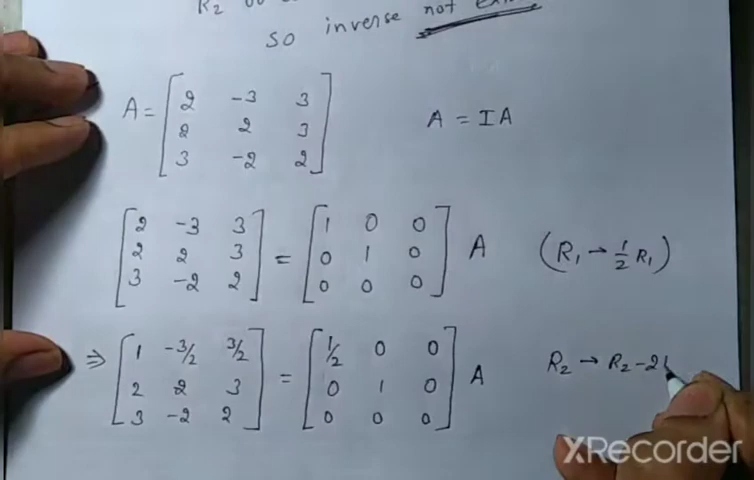 R2
so inverse not
A = [2 -3 3
2 2 3
3 -2 2] A = IA
[2 -3 3
2 2 3
3 -2 2] = [1 0 0
0 1 0
0 0 0] A (R1 → 1/2 R1)
⇒ [1 -3/2 3/2
2 2 3
3 -2 2] = [1/2 0 0
0 1 0
0 0 0] A R2 → R2 - 2
XRecorder